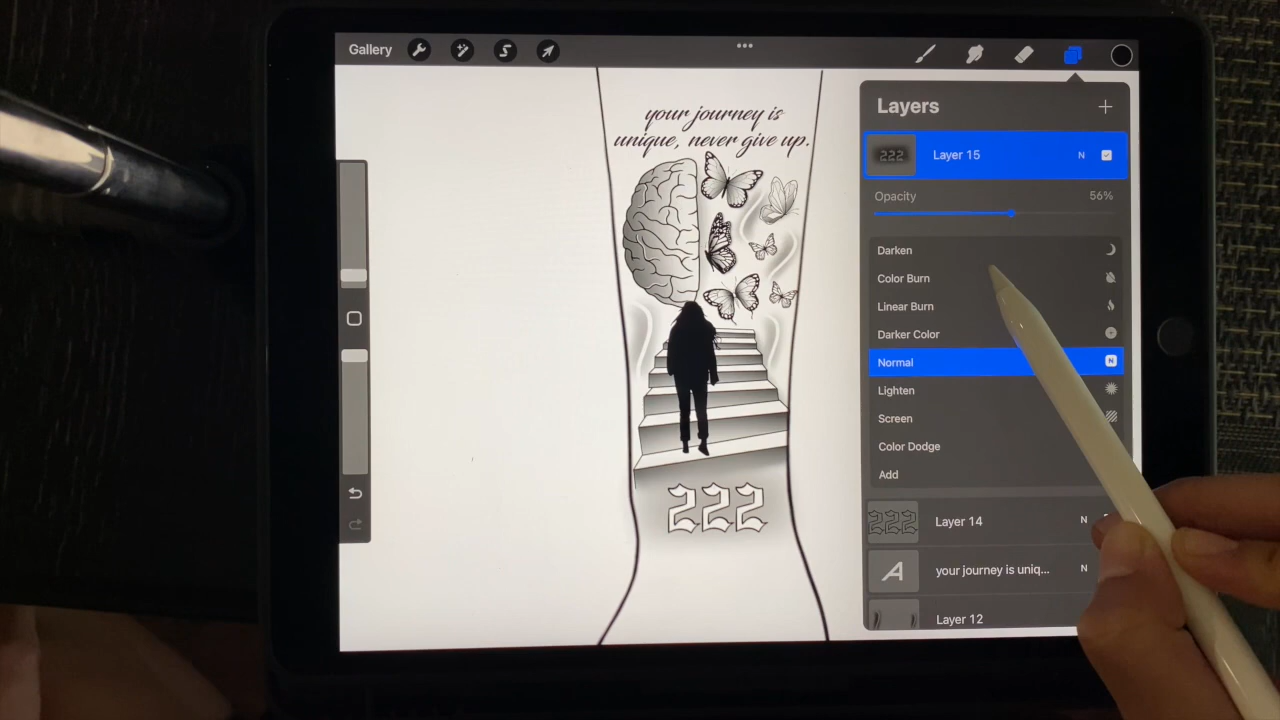 Gallery
Layers
222
Layer 15
N
Opacity
56%
Darken
Color Burn
Linear Burn
Darker Color
Normal
N
Lighten
Screen
Color Dodge
Add
222
Layer 14
N
A
your journey is uniq...
N
Layer 12
your journey is
unique, never give up.
222